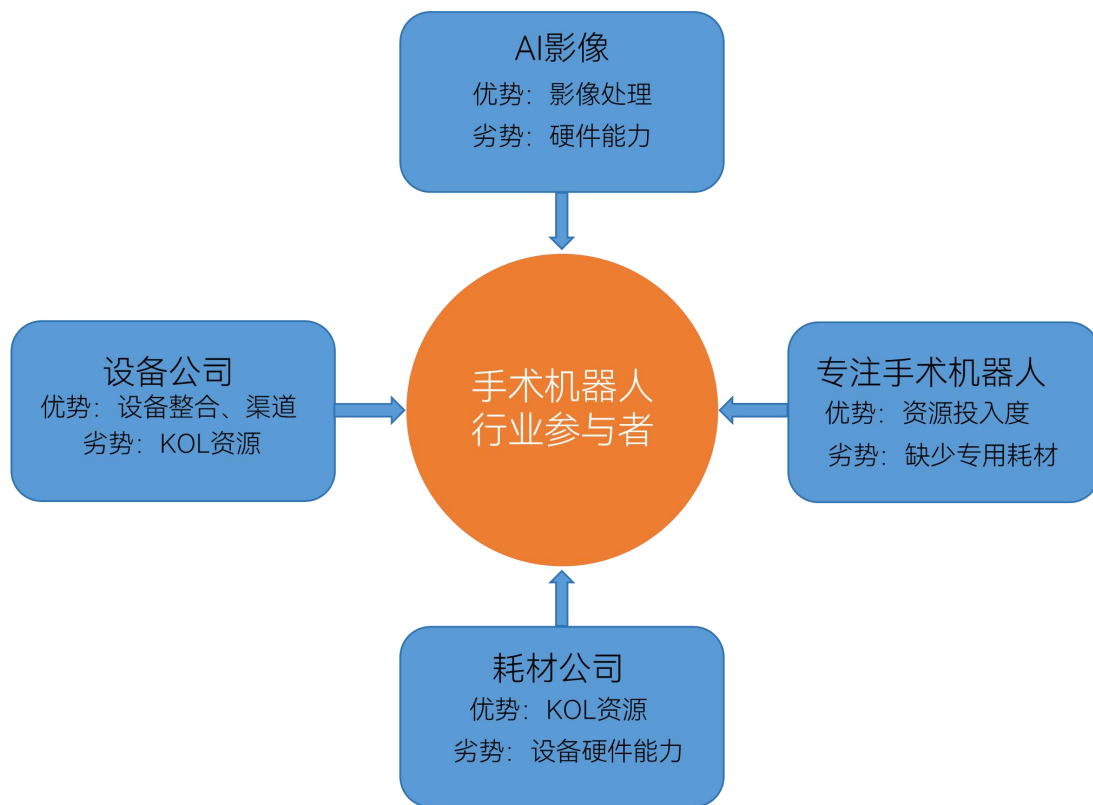 AI影像
优势：影像处理
劣势：硬件能力
设备公司
优势：设备整合、渠道
劣势：KOL资源
手术机器人
行业参与者
专注手术机器人
优势：资源投入度
劣势：缺少专用耗材
耗材公司
优势：KOL资源
劣势：设备硬件能力